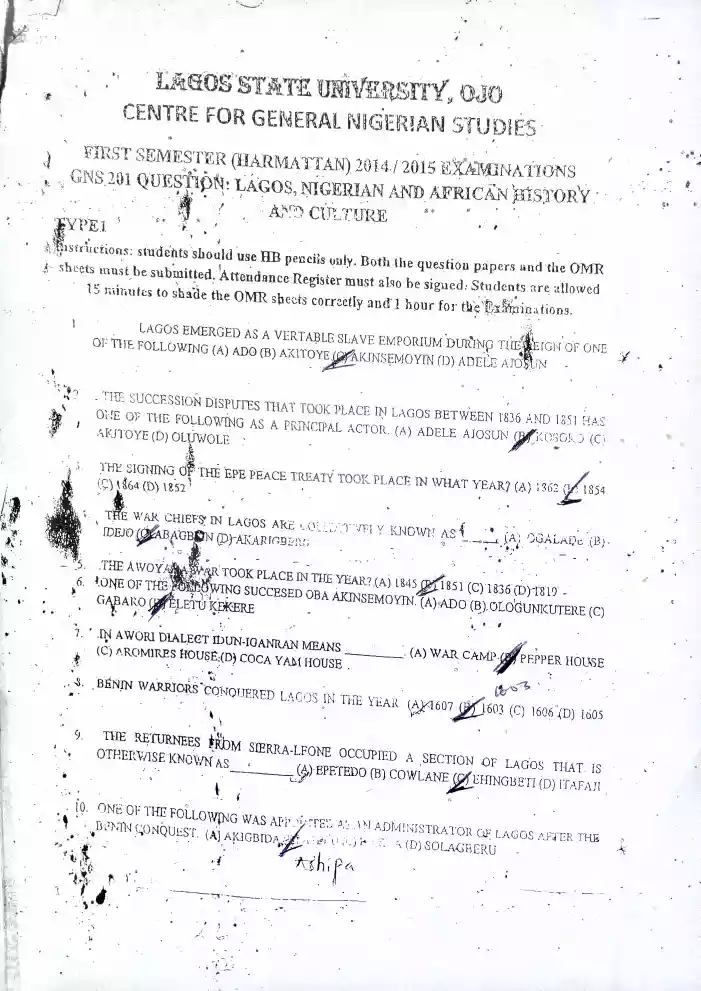 LAGOS STATE UNIVERSITY, OJO
CENTRE FOR GENERAL NIGERIAN STUDIES
FIRST SEMESTER (HARMATTAN) 2014 / 2015 EXAMINATIONS
GNS 201 QUESTION: LAGOS, NIGERIAN AND AFRICAN HISTORY
AND CULTURE
TYPE1
Instructions: students should use HB pencils only. Both the question papers and the OMR
sheets must be submitted. Attendance Register must also be signed. Students are allowed
15 minutes to shade the OMR sheets correctly and 1 hour for the Examinations.
1 LAGOS EMERGED AS A VERTABLE SLAVE EMPORIUM DURING THE REIGN OF ONE
OF THE FOLLOWING (A) ADO (B) AKITOYE (C) AKINSEMOYIN (D) ADELE AJOSUN
THE SUCCESSION DISPUTES THAT TOOK PLACE IN LAGOS BETWEEN 1836 AND 1851 HAS
ONE OF THE FOLLOWING AS A PRINCIPAL ACTOR. (A) ADELE AJOSUN (B) KOSOKO (C)
AKITOYE (D) OLUWOLE
THE SIGNING OF THE EPE PEACE TREATY TOOK PLACE IN WHAT YEAR? (A) 1862 (B) 1854
(C) 1864 (D) 1852
THE WAR CHIEFS IN LAGOS ARE COLLECTIVELY KNOWN AS ______ (A) OGALADE (B)
IDEJO (C) ABAGBON (D) AKARIGBERE
5. THE AWOYA WAR TOOK PLACE IN THE YEAR? (A) 1845 (B) 1851 (C) 1836 (D) 1819
6. ONE OF THE FOLLOWING SUCCESED OBA AKINSEMOYIN. (A) ADO (B) OLOGUNKUTERE (C)
GABARO (D) ELETU KEKERE
7. IN AWORI DIALECT IDUN-IGANRAN MEANS ________ (A) WAR CAMP (B) PEPPER HOUSE
(C) AROMIRES HOUSE (D) COCA YAM HOUSE
1603
8. BENIN WARRIORS CONQUERED LAGOS IN THE YEAR (A) 1607 (B) 1603 (C) 1606 (D) 1605
9. THE RETURNEES FROM SIERRA-LEONE OCCUPIED A SECTION OF LAGOS THAT IS
OTHERWISE KNOWN AS ________ (A) EPETEDO (B) COWLANE (C) EHINGBETI (D) ITAFAJI
10. ONE OF THE FOLLOWING WAS APPOINTED AS AN ADMINISTRATOR OF LAGOS AFTER THE
BENIN CONQUEST. (A) AKIGBIDA (D) SOLAGBERU
Ashipa